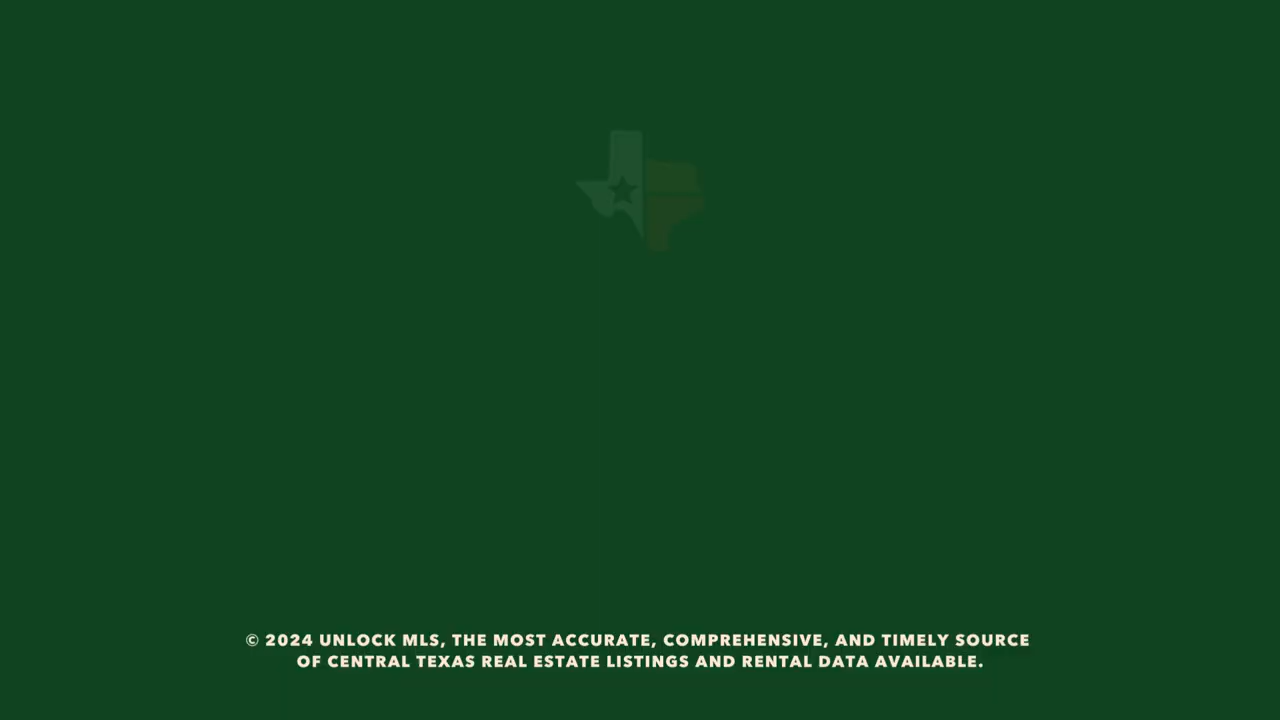 © 2024 UNLOCK MLS, THE MOST ACCURATE, COMPREHENSIVE, AND TIMELY SOURCE
OF CENTRAL TEXAS REAL ESTATE LISTINGS AND RENTAL DATA AVAILABLE.